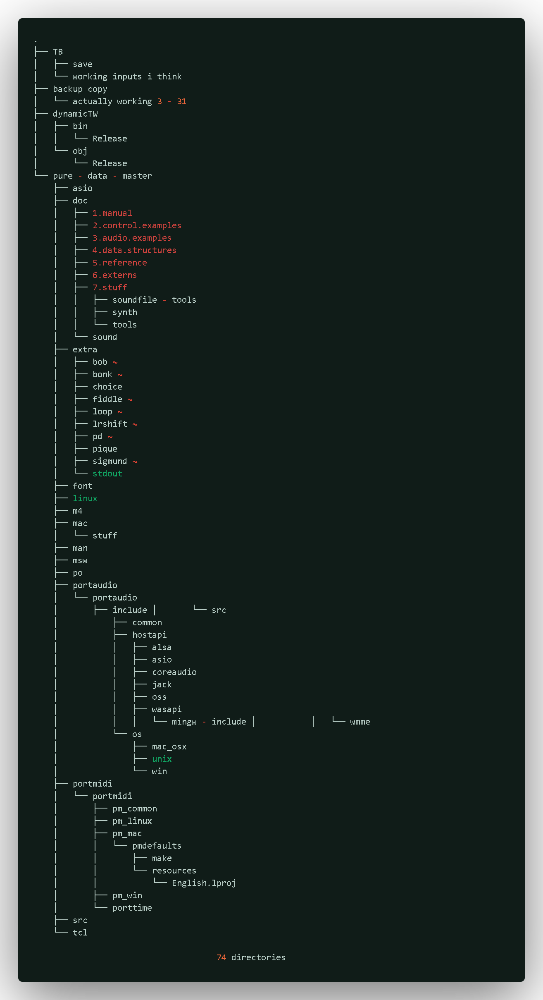 .
├── TB
│   ├── save
│   └── working inputs i think
├── backup copy
│   └── actually working 3 - 31
├── dynamicTW
│   ├── bin
│   │   └── Release
│   └── obj
│       └── Release
└── pure - data - master
    ├── asio
    ├── doc
    │   ├── 1.manual
    │   ├── 2.control.examples
    │   ├── 3.audio.examples
    │   ├── 4.data.structures
    │   ├── 5.reference
    │   ├── 6.externs
    │   ├── 7.stuff
    │   │   ├── soundfile - tools
    │   │   ├── synth
    │   │   └── tools
    │   └── sound
    ├── extra
    │   ├── bob ~
    │   ├── bonk ~
    │   ├── choice
    │   ├── fiddle ~
    │   ├── loop ~
    │   ├── lrshift ~
    │   ├── pd ~
    │   ├── pique
    │   ├── sigmund ~
    │   └── stdout
    ├── font
    ├── linux
    ├── m4
    ├── mac
    │   └── stuff
    ├── man
    ├── msw
    ├── po
    ├── portaudio
    │   └── portaudio
    │       ├── include │       └── src
    │           ├── common
    │           ├── hostapi
    │           │   ├── alsa
    │           │   ├── asio
    │           │   ├── coreaudio
    │           │   ├── jack
    │           │   ├── oss
    │           │   ├── wasapi
    │           │   │   └── mingw - include │           │   └── wmme
    │           └── os
    │               ├── mac_osx
    │               ├── unix
    │               └── win
    ├── portmidi
    │   └── portmidi
    │       ├── pm_common
    │       ├── pm_linux
    │       ├── pm_mac
    │       │   └── pmdefaults
    │       │       ├── make
    │       │       └── resources
    │       │           └── English.lproj
    │       ├── pm_win
    │       └── porttime
    ├── src
    └── tcl
74 directories